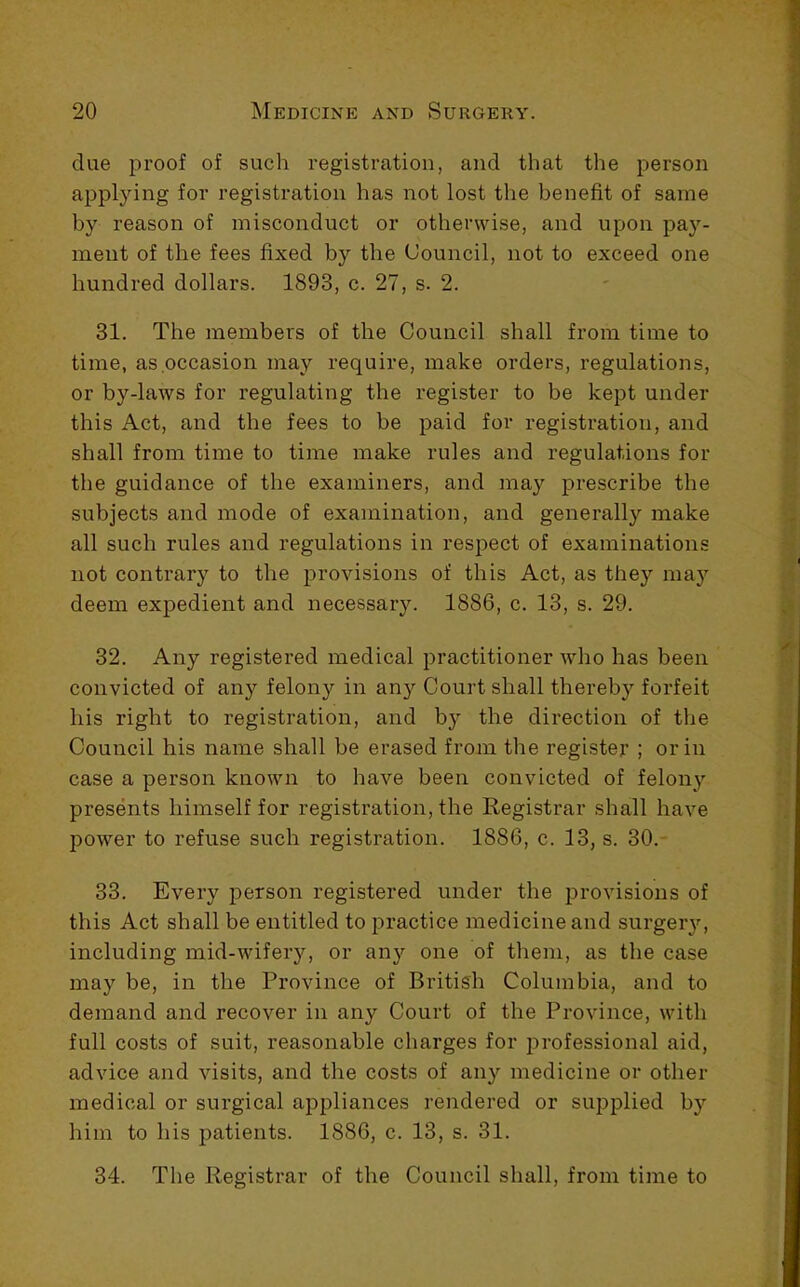 20 Medicine and Surgery.
due proof of such registration, and that the person
applying for registration has not lost the benefit of same
by reason of misconduct or otherwise, and upon pay-
ment of the fees fixed by the Council, not to exceed one
hundred dollars. 1893, c. 27, s. 2.
31. The members of the Council shall from time to
time, as occasion may require, make orders, regulations,
or by-laws for regulating the register to be kept under
this Act, and the fees to be paid for registration, and
shall from time to time make rules and regulations for
the guidance of the examiners, and may prescribe the
subjects and mode of examination, and generally make
all such rules and regulations in respect of examinations
not contrary to the provisions of this Act, as they may
deem expedient and necessary. 1886, c. 13, s. 29.
32. Any registered medical practitioner who has been
convicted of any felony in any Court shall thereby forfeit
his right to registration, and by the direction of the
Council his name shall be erased from the register ; or in
case a person known to have been convicted of felony
presents himself for registration, the Registrar shall have
power to refuse such registration. 1886, c. 13, s. 30.
33. Every person registered under the provisions of
this Act shall be entitled to practice medicine and surgery,
including mid-wifery, or any one of them, as the case
may be, in the Province of British Columbia, and to
demand and recover in any Court of the Province, with
full costs of suit, reasonable charges for professional aid,
advice and visits, and the costs of any medicine or other
medical or surgical appliances rendered or supplied by
him to his patients. 1886, c. 13, s. 31.
34. The Registrar of the Council shall, from time to